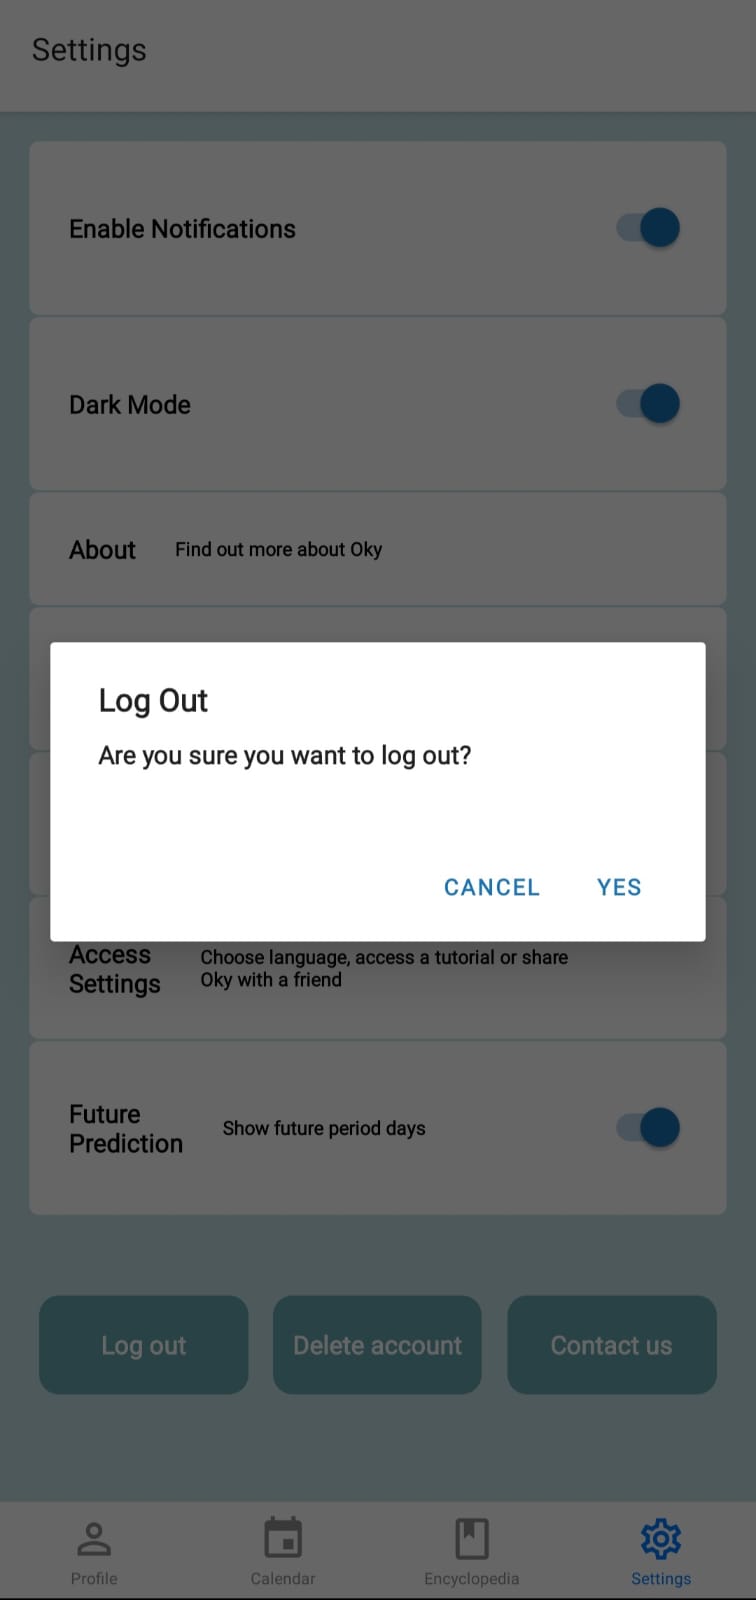 Settings
Enable Notifications
Dark Mode
About
Find out more about Oky
Log Out
Are you sure you want to log out?
CANCEL
YES
Access
Settings
Choose language, access a tutorial or share
Oky with a friend
Future
Prediction
Show future period days
Log out
Delete account
Contact us
Profile
Calendar
Encyclopedia
Settings